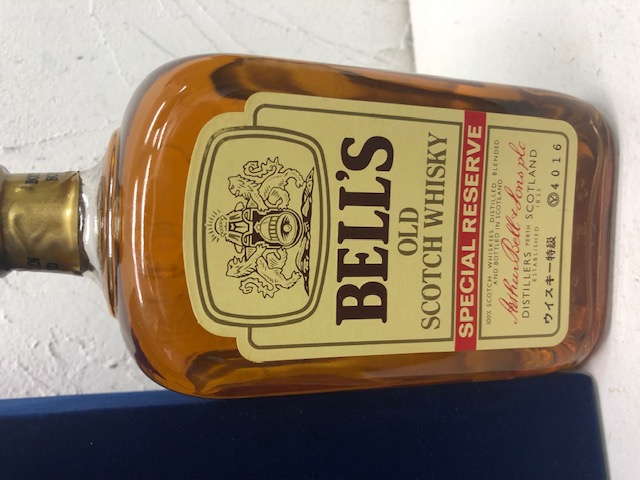 BELL'S
OLD
SCOTCH WHISKY
SPECIAL RESERVE
100% SCOTCH WHISKIES DISTILLED BLENDED
AND BOTTLED IN SCOTLAND
Arthur Bell & Sons plc
DISTILLERS PERTH SCOTLAND
ESTABLISHED 1825
ウイスキー特級 Ⓨ4016